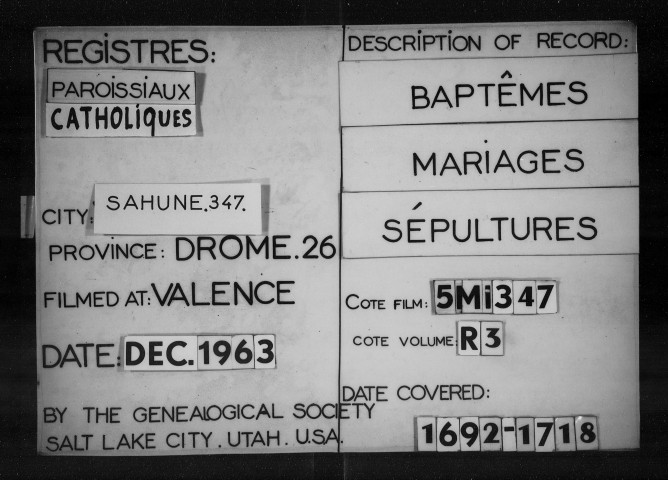 REGISTRES:
PAROISSIAUX
CATHOLIQUES
CITY: SAHUNE.347.
PROVINCE: DROME.26
FILMED AT: VALENCE
DATE: DEC.1963
BY THE GENEALOGICAL SOCIETY
SALT LAKE CITY. UTAH. U.S.A.
DESCRIPTION OF RECORD:
BAPTÊMES
MARIAGES
SÉPULTURES
COTE FILM: 5Mi347
COTE VOLUME: R3
DATE COVERED:
1692-1718